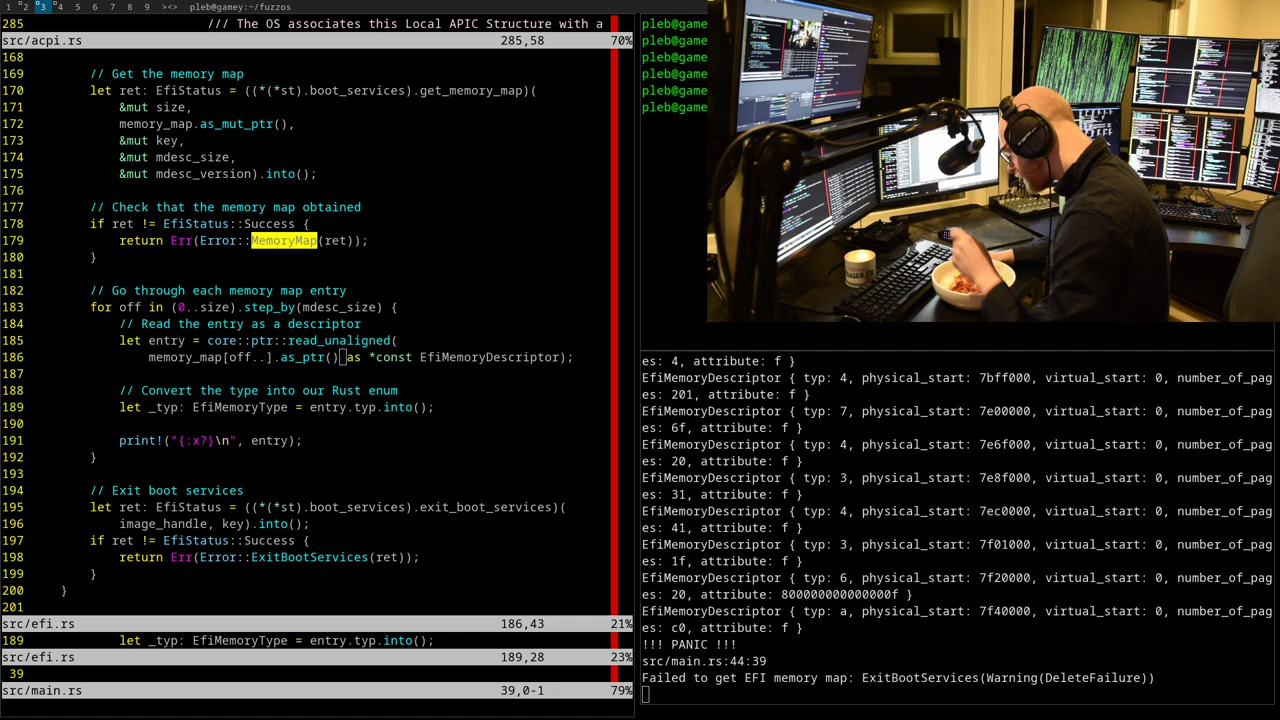 1 2 3 4 5 6 7 8 9 ><> pleb@gamey:~/fuzzos
285 /// The OS associates this Local APIC Structure with a
src/acpi.rs 285,58 70%
168
169 // Get the memory map
170 let ret: EfiStatus = ((*(*st).boot_services).get_memory_map)(
171 &mut size,
172 memory_map.as_mut_ptr(),
173 &mut key,
174 &mut mdesc_size,
175 &mut mdesc_version).into();
176
177 // Check that the memory map obtained
178 if ret != EfiStatus::Success {
179 return Err(Error::MemoryMap(ret));
180 }
181
182 // Go through each memory map entry
183 for off in (0..size).step_by(mdesc_size) {
184 // Read the entry as a descriptor
185 let entry = core::ptr::read_unaligned(
186 memory_map[off..].as_ptr() as *const EfiMemoryDescriptor);
187
188 // Convert the type into our Rust enum
189 let _typ: EfiMemoryType = entry.typ.into();
190
191 print!("{:x?}\n", entry);
192 }
193
194 // Exit boot services
195 let ret: EfiStatus = ((*(*st).boot_services).exit_boot_services)(
196 image_handle, key).into();
197 if ret != EfiStatus::Success {
198 return Err(Error::ExitBootServices(ret));
199 }
200 }
201
src/efi.rs 186,43 21%
189 let _typ: EfiMemoryType = entry.typ.into();
src/efi.rs 189,28 23%
39
src/main.rs 39,0-1 79%
pleb@game
pleb@game
pleb@game
pleb@game
pleb@game
pleb@game
es: 4, attribute: f }
EfiMemoryDescriptor { typ: 4, physical_start: 7bff000, virtual_start: 0, number_of_pag
es: 201, attribute: f }
EfiMemoryDescriptor { typ: 7, physical_start: 7e00000, virtual_start: 0, number_of_pag
es: 6f, attribute: f }
EfiMemoryDescriptor { typ: 4, physical_start: 7e6f000, virtual_start: 0, number_of_pag
es: 20, attribute: f }
EfiMemoryDescriptor { typ: 3, physical_start: 7e8f000, virtual_start: 0, number_of_pag
es: 31, attribute: f }
EfiMemoryDescriptor { typ: 4, physical_start: 7ec0000, virtual_start: 0, number_of_pag
es: 41, attribute: f }
EfiMemoryDescriptor { typ: 3, physical_start: 7f01000, virtual_start: 0, number_of_pag
es: 1f, attribute: f }
EfiMemoryDescriptor { typ: 6, physical_start: 7f20000, virtual_start: 0, number_of_pag
es: 20, attribute: 800000000000000f }
EfiMemoryDescriptor { typ: a, physical_start: 7f40000, virtual_start: 0, number_of_pag
es: c0, attribute: f }
!!! PANIC !!!
src/main.rs:44:39
Failed to get EFI memory map: ExitBootServices(Warning(DeleteFailure))